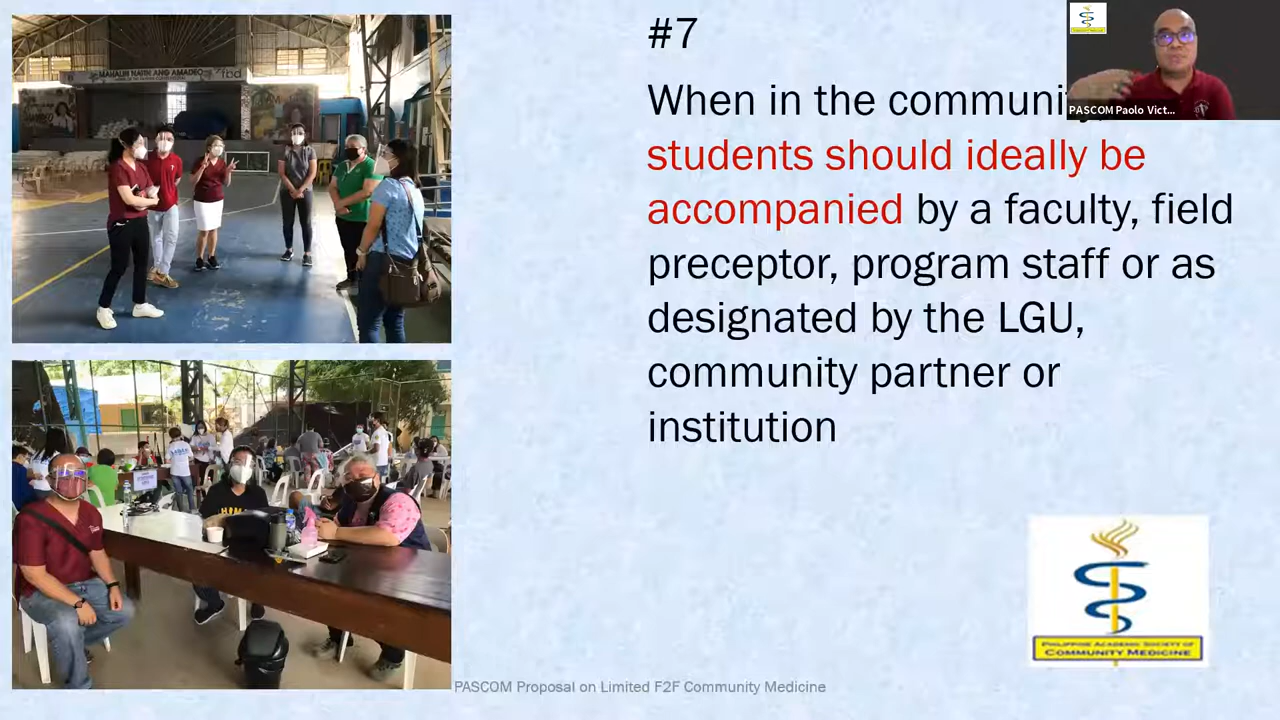 #7
When in the communi
students should ideally be
accompanied by a faculty, field
preceptor, program staff or as
designated by the LGU,
community partner or
institution
PASCOM Paolo Vict...
MAHALIN NATIN ANG AMADEO
fbd
PHILIPPINE ACADEMIC SOCIETY OF
COMMUNITY MEDICINE
PASCOM Proposal on Limited F2F Community Medicine